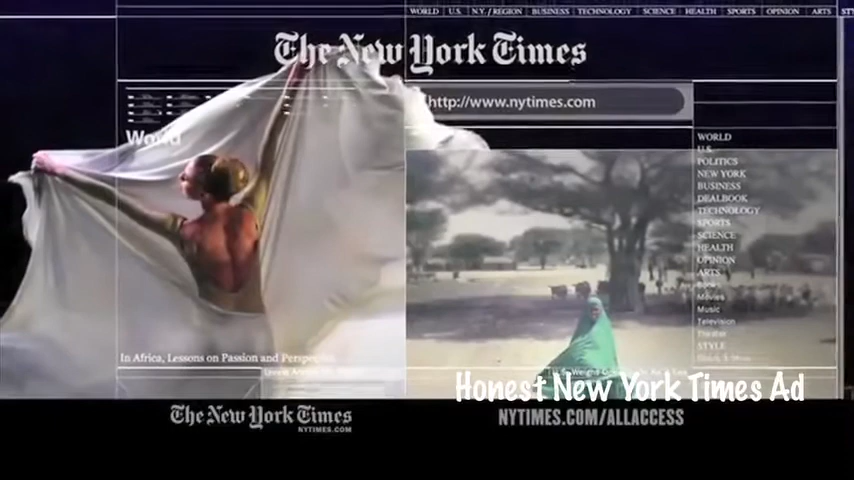 WORLD U.S. N.Y. / REGION BUSINESS TECHNOLOGY SCIENCE HEALTH SPORTS OPINION ARTS
The New York Times
http://www.nytimes.com
World
WORLD
U.S.
POLITICS
NEW YORK
BUSINESS
DEALBOOK
TECHNOLOGY
SPORTS
SCIENCE
HEALTH
OPINION
ARTS
Books
Movies
Music
Television
Theater
STYLE
In Africa, Lessons on Passion and
Honest New York Times Ad
The New York Times
NYTIMES.COM
NYTIMES.COM/ALLACCESS